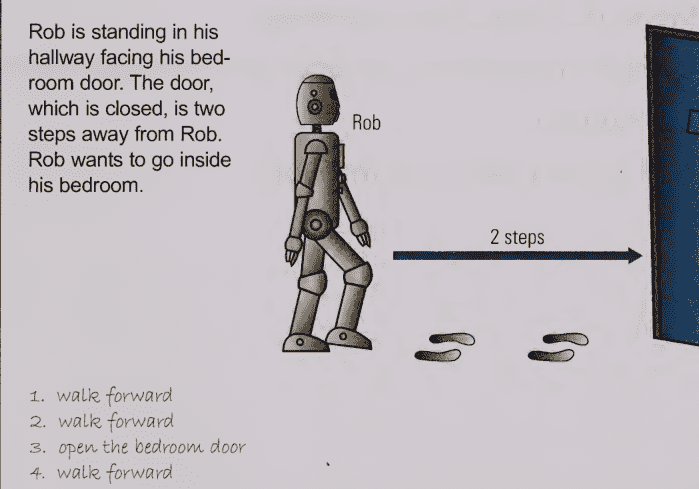 Rob is standing in his
hallway facing his bed-
room door. The door,
which is closed, is two
steps away from Rob.
Rob wants to go inside
his bedroom.
Rob
2 steps
1. walk forward
2. walk forward
3. open the bedroom door
4. walk forward